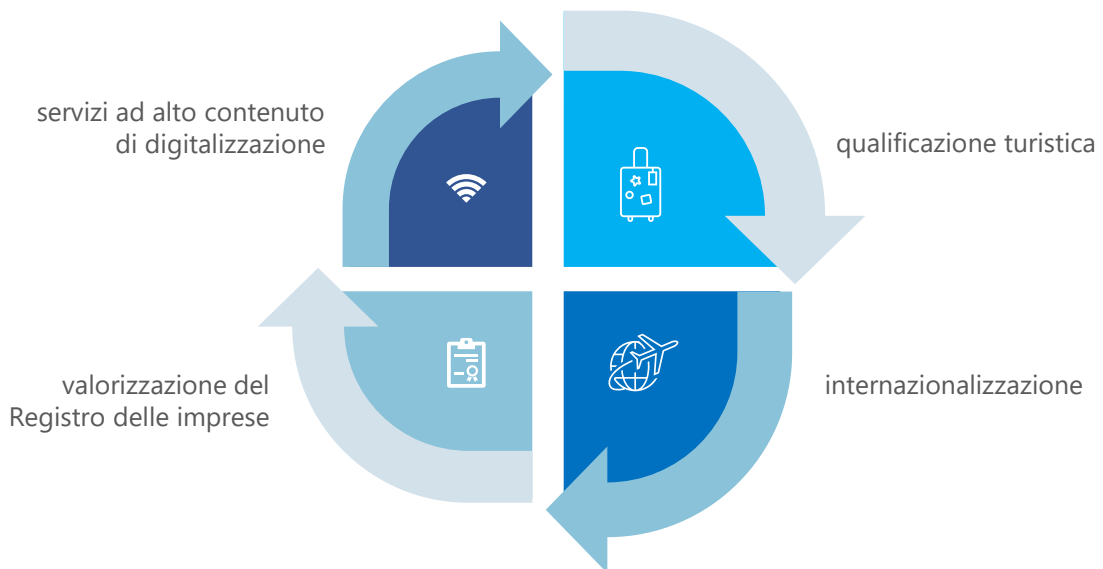 servizi ad alto contenuto
di digitalizzazione
qualificazione turistica
valorizzazione del
Registro delle imprese
internazionalizzazione